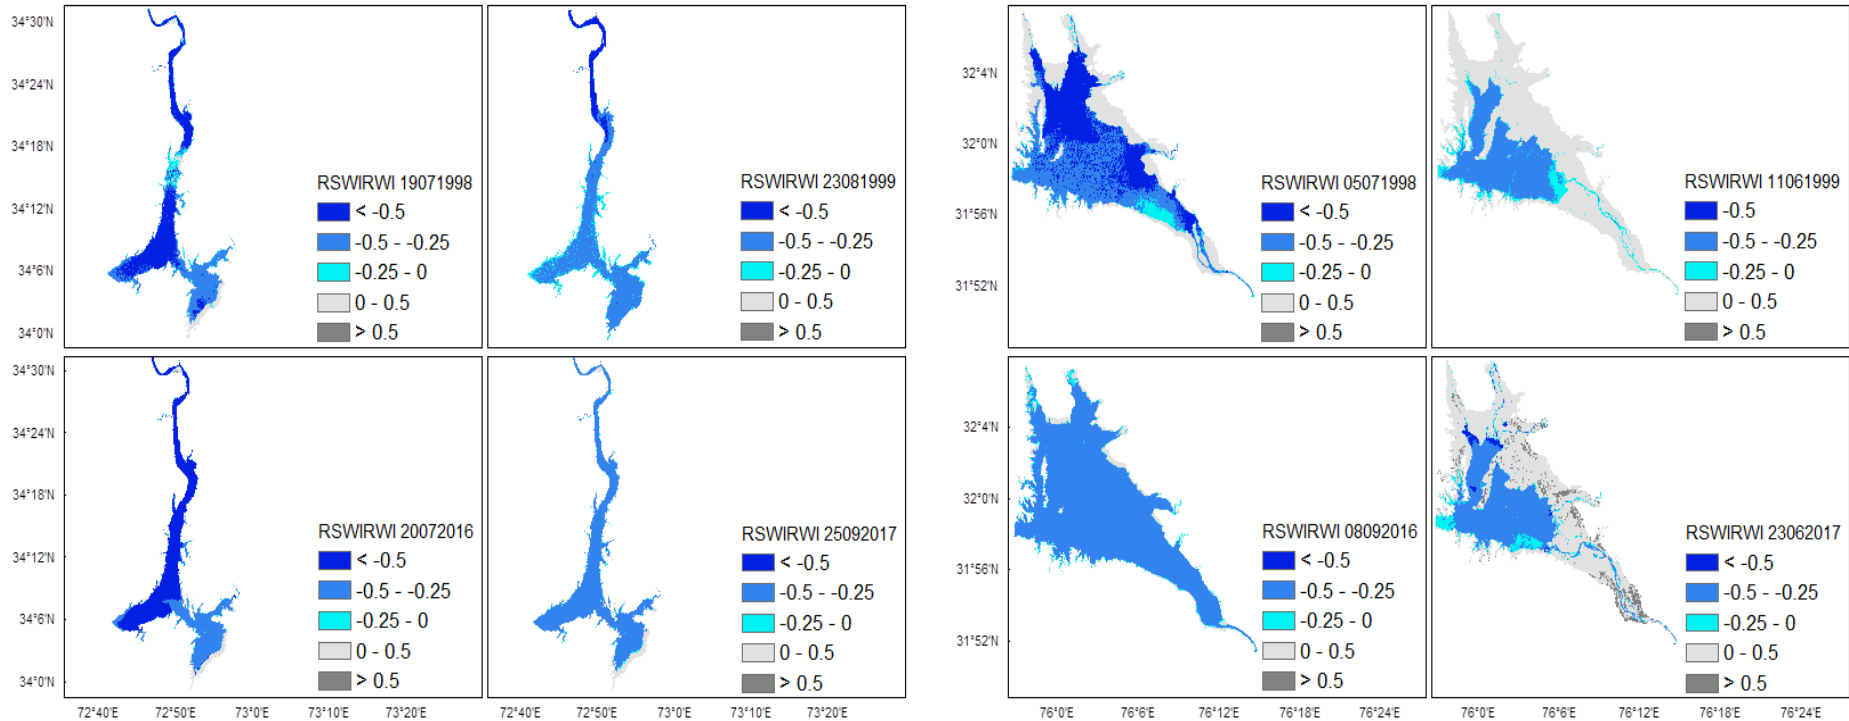 34°30'N
34°24'N
34°18'N
34°12'N
34°6'N
34°0'N
RSWIRWI 19071998
< -0.5
-0.5 - -0.25
-0.25 - 0
0 - 0.5
> 0.5
RSWIRWI 23081999
< -0.5
-0.5 - -0.25
-0.25 - 0
0 - 0.5
> 0.5
32°4'N
32°0'N
31°56'N
31°52'N
RSWIRWI 05071998
< -0.5
-0.5 - -0.25
-0.25 - 0
0 - 0.5
> 0.5
RSWIRWI 11061999
-0.5
-0.5 - -0.25
-0.25 - 0
0 - 0.5
> 0.5
34°30'N
34°24'N
34°18'N
34°12'N
34°6'N
34°0'N
RSWIRWI 20072016
< -0.5
-0.5 - -0.25
-0.25 - 0
0 - 0.5
> 0.5
RSWIRWI 25092017
< -0.5
-0.5 - -0.25
-0.25 - 0
0 - 0.5
> 0.5
32°4'N
32°0'N
31°56'N
31°52'N
RSWIRWI 08092016
< -0.5
-0.5 - -0.25
-0.25 - 0
0 - 0.5
> 0.5
RSWIRWI 23062017
< -0.5
-0.5 - -0.25
-0.25 - 0
0 - 0.5
> 0.5
72°40'E 72°50'E 73°0'E 73°10'E 73°20'E
72°40'E 72°50'E 73°0'E 73°10'E 73°20'E
76°0'E 76°6'E 76°12'E 76°18'E 76°24'E
76°0'E 76°6'E 76°12'E 76°18'E 76°24'E